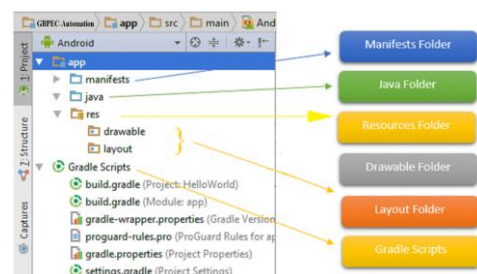 GBPEC-Automation app src main And
Android
1: Project
app
manifests
java
res
drawable
layout
Gradle Scripts
build.gradle (Project: HelloWorld)
build.gradle (Module: app)
gradle-wrapper.properties (Gradle Version
proguard-rules.pro (ProGuard Rules for ap
gradle.properties (Project Properties)
settings.gradle (Project Settings)
Z: Structure
Captures
Manifests Folder
Java Folder
Resources Folder
Drawable Folder
Layout Folder
Gradle Scripts